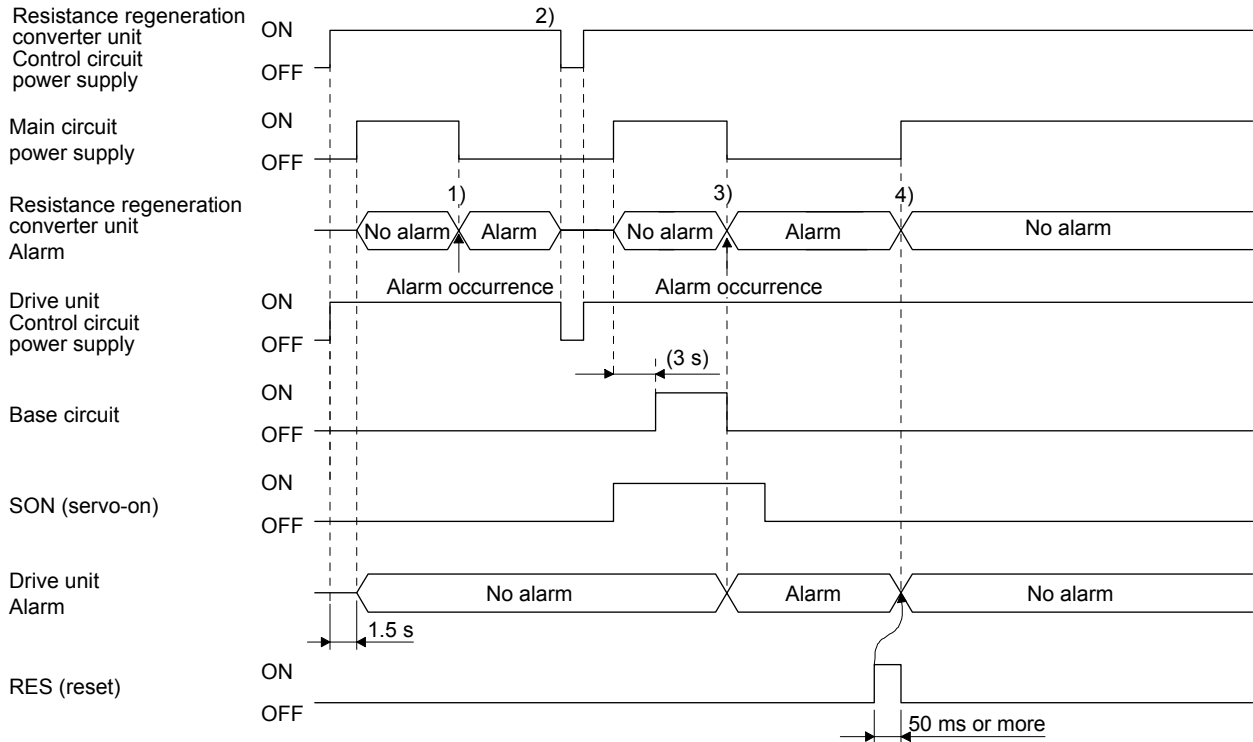 Resistance regeneration
converter unit
Control circuit
power supply
ON
OFF
2)
Main circuit
power supply
ON
OFF
Resistance regeneration
converter unit
Alarm
1)
3)
4)
No alarm
Alarm
No alarm
Alarm
No alarm
Alarm occurrence
Alarm occurrence
Drive unit
Control circuit
power supply
ON
OFF
(3 s)
Base circuit
ON
OFF
SON (servo-on)
ON
OFF
Drive unit
Alarm
No alarm
Alarm
No alarm
1.5 s
RES (reset)
ON
OFF
50 ms or more